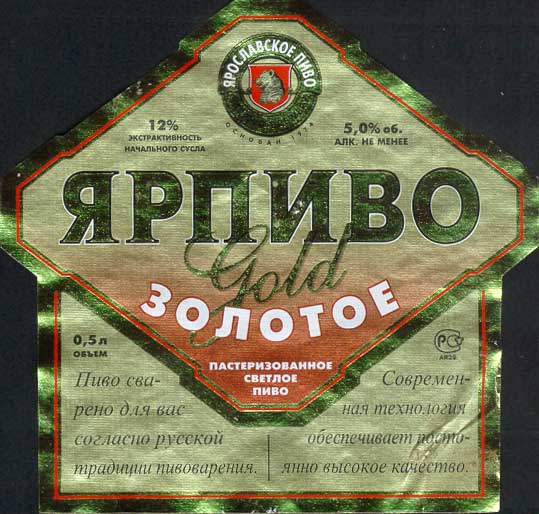 ЯРОСЛАВСКОЕ ПИВО
ОСНОВАН 1974
12%
ЭКСТРАКТИВНОСТЬ
НАЧАЛЬНОГО СУСЛА
5,0% об.
АЛК. НЕ МЕНЕЕ
ЯРПИВО
Gold
ЗОЛОТОЕ
0,5 л
ОБЪЕМ
ПАСТЕРИЗОВАННОЕ
СВЕТЛОЕ
ПИВО
РС
АЯ28
Пиво сва-
рено для вас
согласно русской
традиции пивоварения.
Современ-
ная технология
обеспечивает посто-
янно высокое качество.